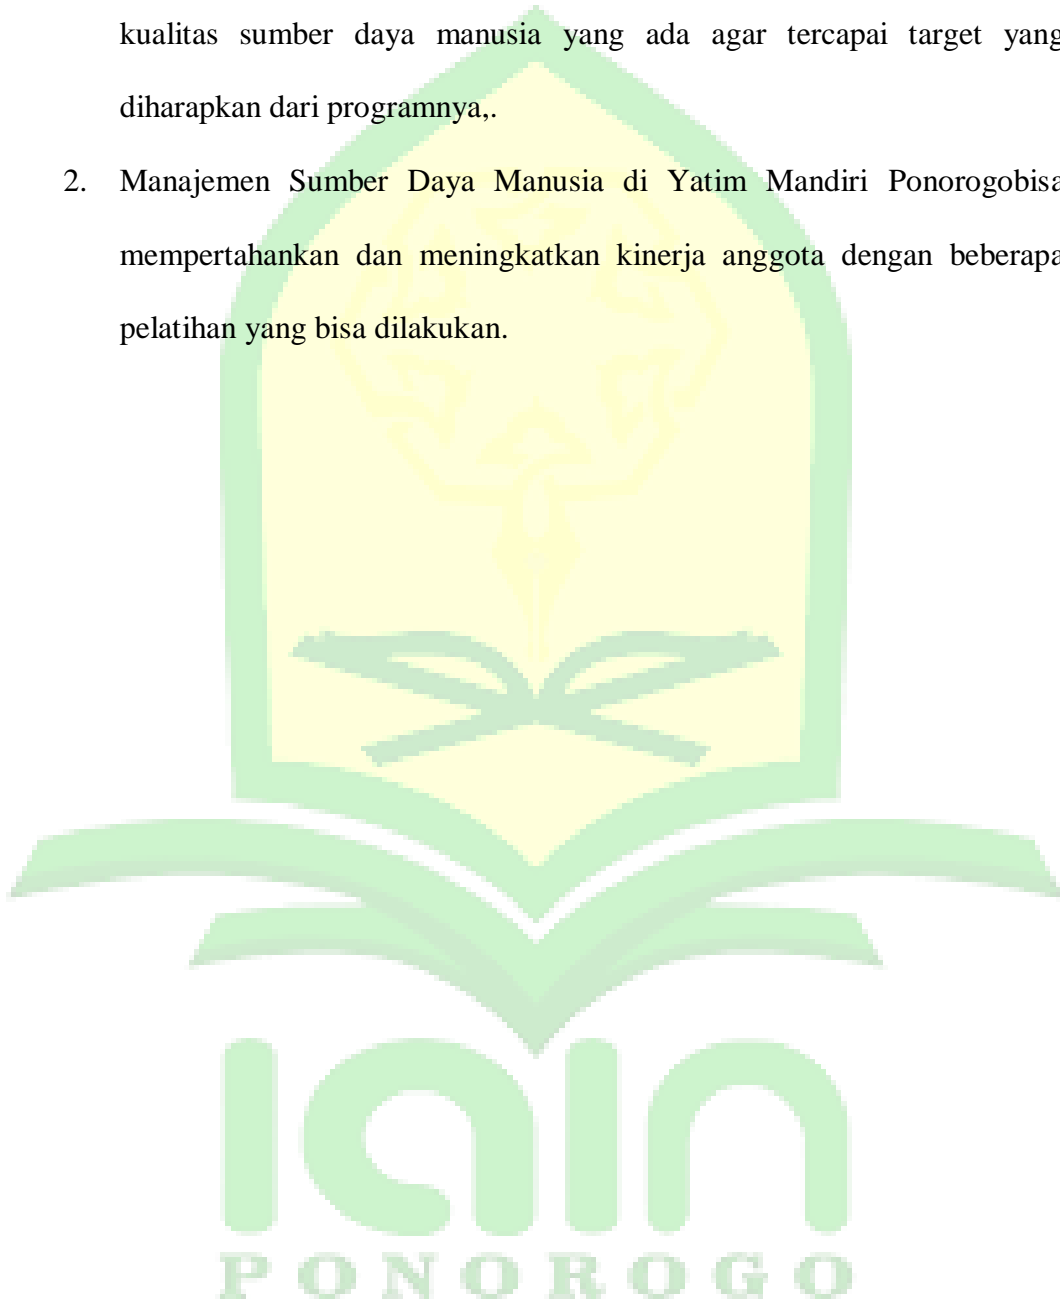 kualitas sumber daya manusia yang ada agar tercapai target yang
diharapkan dari programnya,.
2. Manajemen Sumber Daya Manusia di Yatim Mandiri Ponorogobisa
mempertahankan dan meningkatkan kinerja anggota dengan beberapa
pelatihan yang bisa dilakukan.
iain
PONOROGO